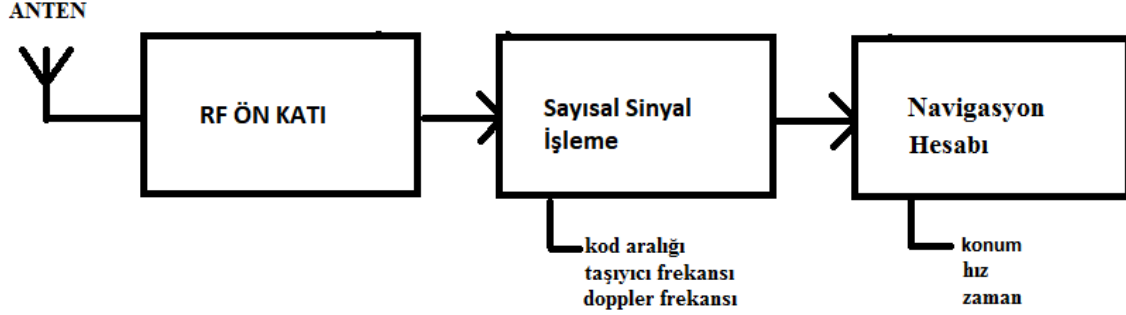 ANTEN
RF ÖN KATI
Sayısal Sinyal
İşleme
Navigasyon
Hesabı
kod aralığı
taşıyıcı frekansı
doppler frekansı
konum
hız
zaman